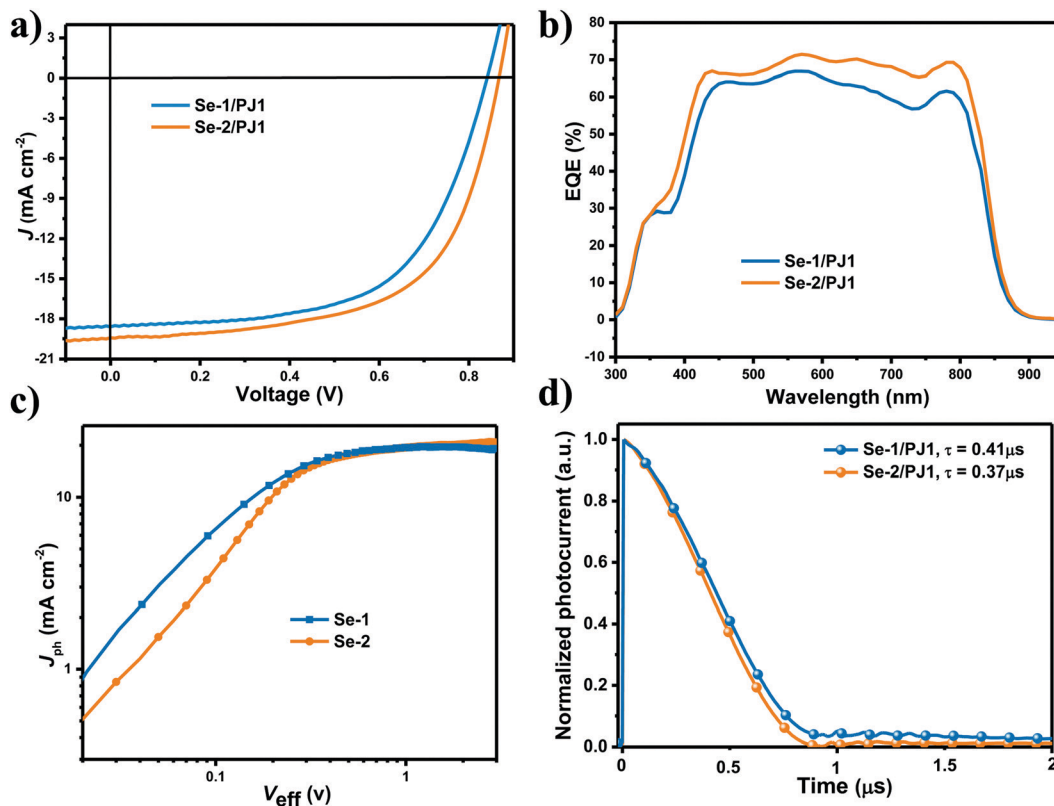 a)
3
0
-3
-6
-9
-12
-15
-18
-21
J (mA cm⁻²)
Se-1/PJ1
Se-2/PJ1
0.0 0.2 0.4 0.6 0.8
Voltage (V)
b)
80
70
60
50
40
30
20
10
0
-10
EQE (%)
Se-1/PJ1
Se-2/PJ1
300 400 500 600 700 800 900
Wavelength (nm)
c)
10
1
Jph (mA cm⁻²)
Se-1
Se-2
0.1 1
Veff (v)
d)
1.0
0.8
0.6
0.4
0.2
0.0
Normalized photocurrent (a.u.)
Se-1/PJ1, τ = 0.41μs
Se-2/PJ1, τ = 0.37μs
0 0.5 1 1.5 2
Time (μs)